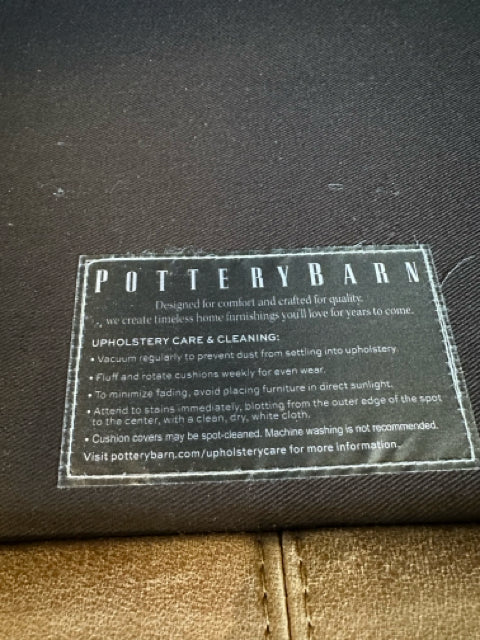 POTTERYBARN
Designed for comfort and crafted for quality,
we create timeless home furnishings you'll love for years to come.
UPHOLSTERY CARE & CLEANING:
• Vacuum regularly to prevent dust from settling into upholstery.
• Fluff and rotate cushions weekly for even wear.
• To minimize fading, avoid placing furniture in direct sunlight.
• Attend to stains immediately, blotting from the outer edge of the spot
to the center, with a clean, dry, white cloth.
• Cushion covers may be spot-cleaned. Machine washing is not recommended.
Visit potterybarn.com/upholsterycare for more information.